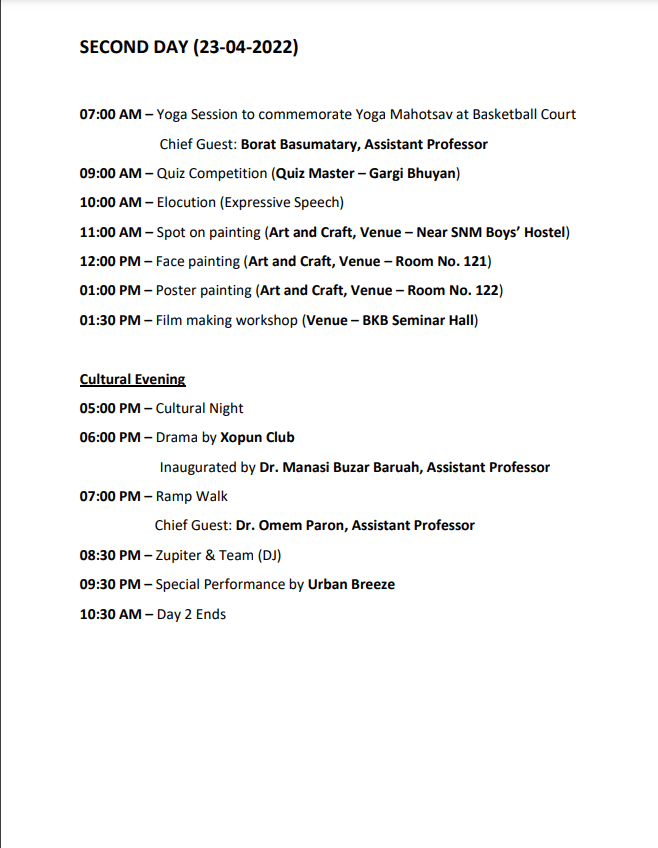 SECOND DAY (23-04-2022)
07:00 AM – Yoga Session to commemorate Yoga Mahotsav at Basketball Court
Chief Guest: Borat Basumatary, Assistant Professor
09:00 AM – Quiz Competition (Quiz Master – Gargi Bhuyan)
10:00 AM – Elocution (Expressive Speech)
11:00 AM – Spot on painting (Art and Craft, Venue – Near SNM Boys’ Hostel)
12:00 PM – Face painting (Art and Craft, Venue – Room No. 121)
01:00 PM – Poster painting (Art and Craft, Venue – Room No. 122)
01:30 PM – Film making workshop (Venue – BKB Seminar Hall)
Cultural Evening
05:00 PM – Cultural Night
06:00 PM – Drama by Xopun Club
Inaugurated by Dr. Manasi Buzar Baruah, Assistant Professor
07:00 PM – Ramp Walk
Chief Guest: Dr. Omem Paron, Assistant Professor
08:30 PM – Zupiter & Team (DJ)
09:30 PM – Special Performance by Urban Breeze
10:30 AM – Day 2 Ends